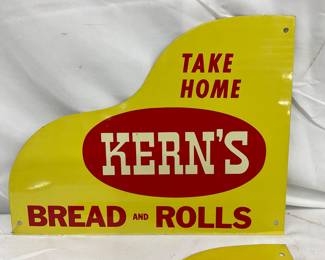 TAKE
HOME
KERN'S
BREAD AND ROLLS